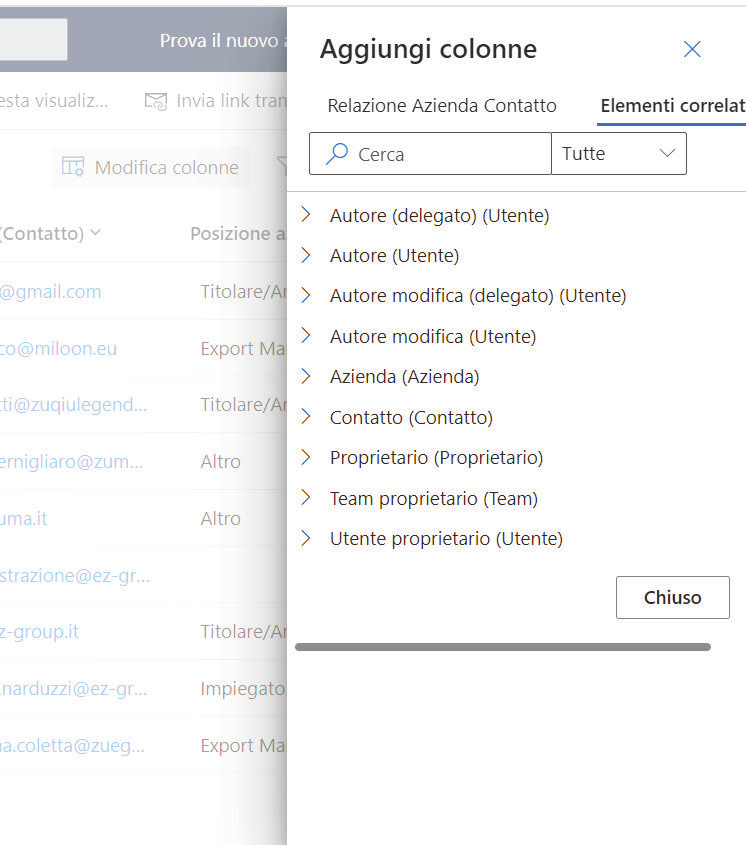 Prova il nuovo
Aggiungi colonne
esta visualiz...
Invia link tran
Relazione Azienda Contatto
Elementi correlat
Cerca
Tutte
Modifica colonne
(Contatto)
Posizione a
Autore (delegato) (Utente)
Autore (Utente)
Autore modifica (delegato) (Utente)
Autore modifica (Utente)
Azienda (Azienda)
Contatto (Contatto)
Proprietario (Proprietario)
Team proprietario (Team)
Utente proprietario (Utente)
Chiuso
@gmail.com
Titolare/Am
co@miloon.eu
Export Ma
tti@zuqiulegend...
Titolare/Am
ernigliaro@zum...
Altro
uma.it
Altro
strazione@ez-gr...
z-group.it
Titolare/Am
.narduzzi@ez-gr...
Impiegato
na.coletta@zueg...
Export Ma